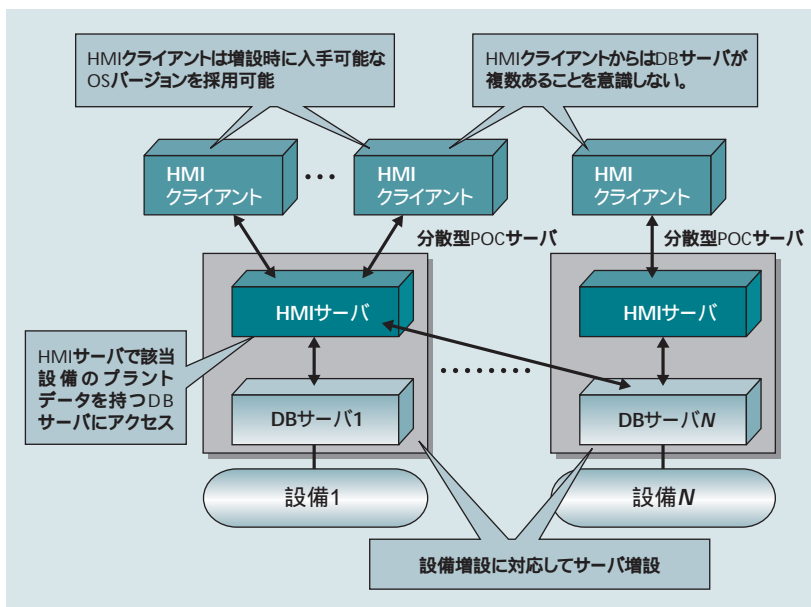 HMIクライアントは増設時に入手可能な
OSバージョンを採用可能
HMIクライアントからはDBサーバが
複数あることを意識しない。
HMI
クライアント
HMI
クライアント
HMI
クライアント
分散型POCサーバ
分散型POCサーバ
HMIサーバ
HMIサーバ
HMIサーバで該当
設備のプラント
データを持つDB
サーバにアクセス
DBサーバ1
DBサーバN
設備1
設備N
設備増設に対応してサーバ増設